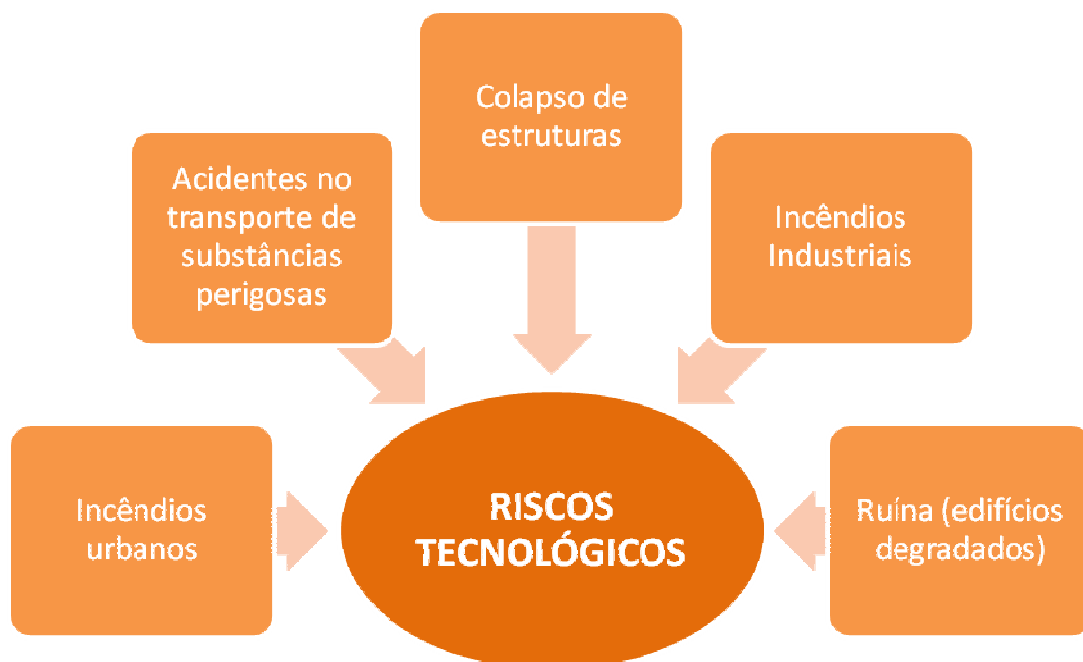 Colapso de
estruturas
Acidentes no
transporte de
substâncias
perigosas
Incêndios
Industriais
Incêndios
urbanos
RISCOS
TECNOLÓGICOS
Ruína (edifícios
degradados)